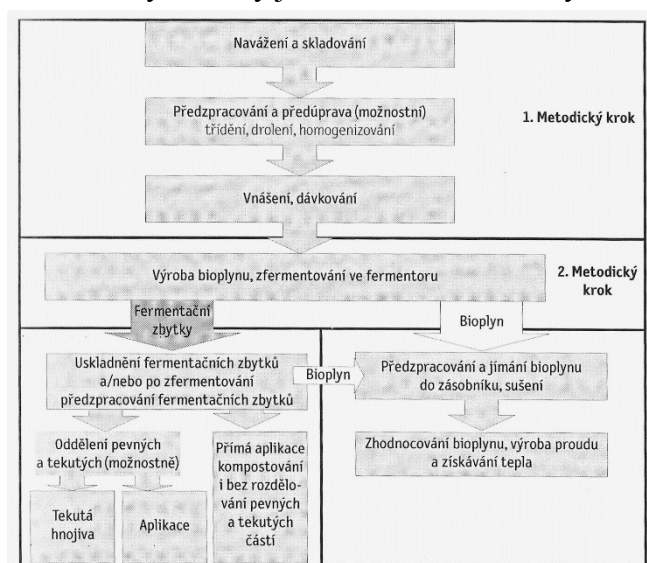 Navážení a skladování
Předzpracování a předúprava (možnostní)
třídění, drolení, homogenizování
1. Metodický krok
Vnášení, dávkování
Výroba bioplynu, zfermentování ve fermentoru
2. Metodický
krok
Fermentační
zbytky
Bioplyn
Uskladnění fermentačních zbytků
a/nebo po zfermentování
předzpracování fermentačních zbytků
Bioplyn
Předzpracování a jímání bioplynu
do zásobníku, sušení
Oddělení pevných
a tekutých (možnostně)
Přímá aplikace
kompostování
i bez rozdělo-
vání pevných
a tekutých
částí
Zhodnocování bioplynu, výroba proudu
a získávání tepla
Tekutá
hnojiva
Aplikace